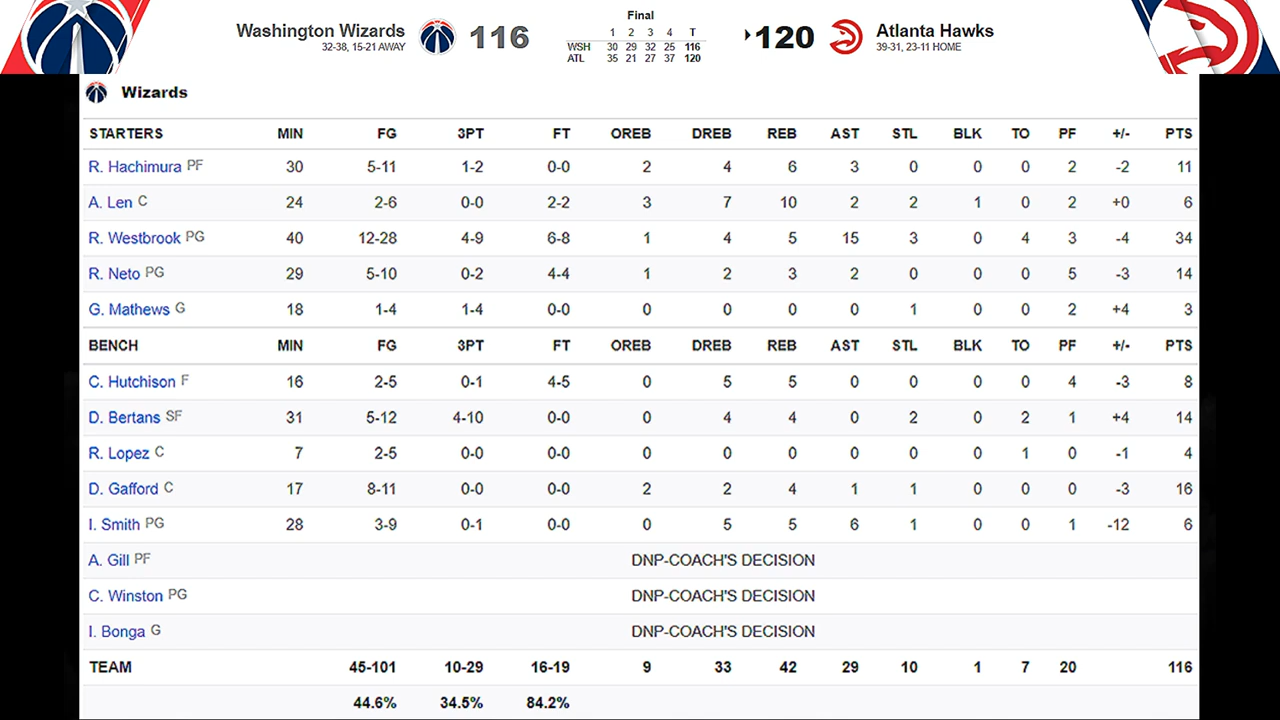 Final
Washington Wizards 116 120 Atlanta Hawks
32-38, 15-21 AWAY 39-31, 23-11 HOME
1 2 3 4 T
WSH 30 29 32 25 116
ATL 35 21 27 37 120
Wizards
STARTERS MIN FG 3PT FT OREB DREB REB AST STL BLK TO PF +/- PTS
R. Hachimura PF 30 5-11 1-2 0-0 2 4 6 3 0 0 0 2 -2 11
A. Len C 24 2-6 0-0 2-2 3 7 10 2 2 1 0 2 +0 6
R. Westbrook PG 40 12-28 4-9 6-8 1 4 5 15 3 0 4 3 -4 34
R. Neto PG 29 5-10 0-2 4-4 1 2 3 2 0 0 0 5 -3 14
G. Mathews G 18 1-4 1-4 0-0 0 0 0 0 1 0 0 2 +4 3
BENCH MIN FG 3PT FT OREB DREB REB AST STL BLK TO PF +/- PTS
C. Hutchison F 16 2-5 0-1 4-5 0 5 5 0 0 0 0 4 -3 8
D. Bertans SF 31 5-12 4-10 0-0 0 4 4 0 2 0 2 1 +4 14
R. Lopez C 7 2-5 0-0 0-0 0 0 0 0 0 0 1 0 -1 4
D. Gafford C 17 8-11 0-0 0-0 2 2 4 1 1 0 0 0 -3 16
I. Smith PG 28 3-9 0-1 0-0 0 5 5 6 1 0 0 1 -12 6
A. Gill PF DNP-COACH'S DECISION
C. Winston PG DNP-COACH'S DECISION
I. Bonga G DNP-COACH'S DECISION
TEAM 45-101 10-29 16-19 9 33 42 29 10 1 7 20 116
44.6% 34.5% 84.2%